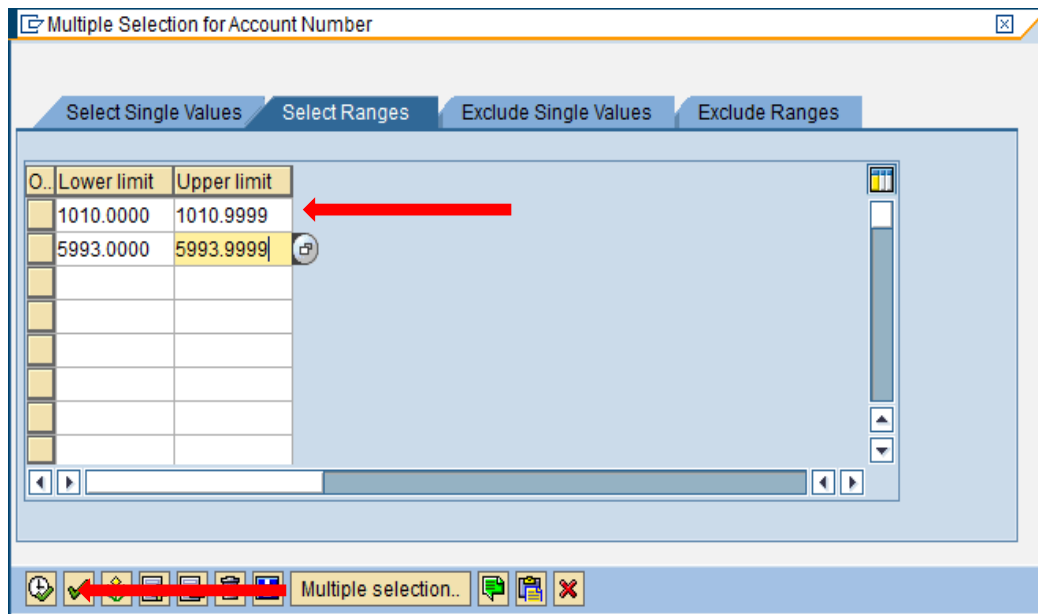 Multiple Selection for Account Number
Select Single Values Select Ranges Exclude Single Values Exclude Ranges
O.. Lower limit Upper limit
1010.0000 1010.9999
5993.0000 5993.9999
Multiple selection..